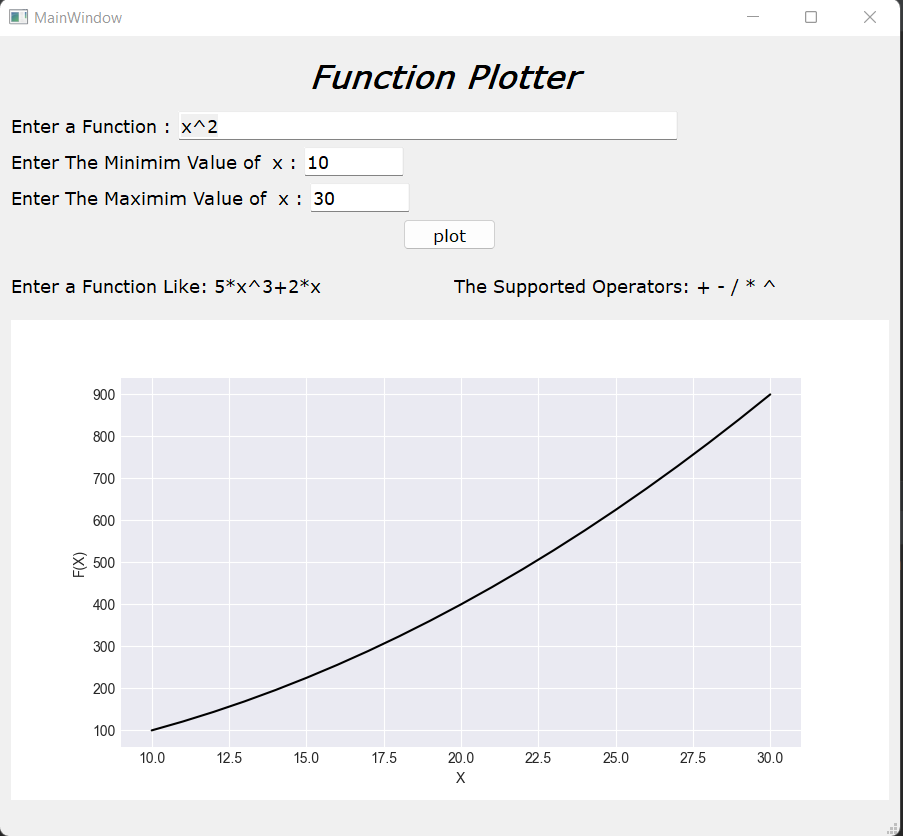 MainWindow
Function Plotter
Enter a Function : x^2
Enter The Minimim Value of x : 10
Enter The Maximim Value of x : 30
plot
Enter a Function Like: 5*x^3+2*x
The Supported Operators: + - / * ^
900
800
700
600
500
400
300
200
100
F(X)
10.0 12.5 15.0 17.5 20.0 22.5 25.0 27.5 30.0
X